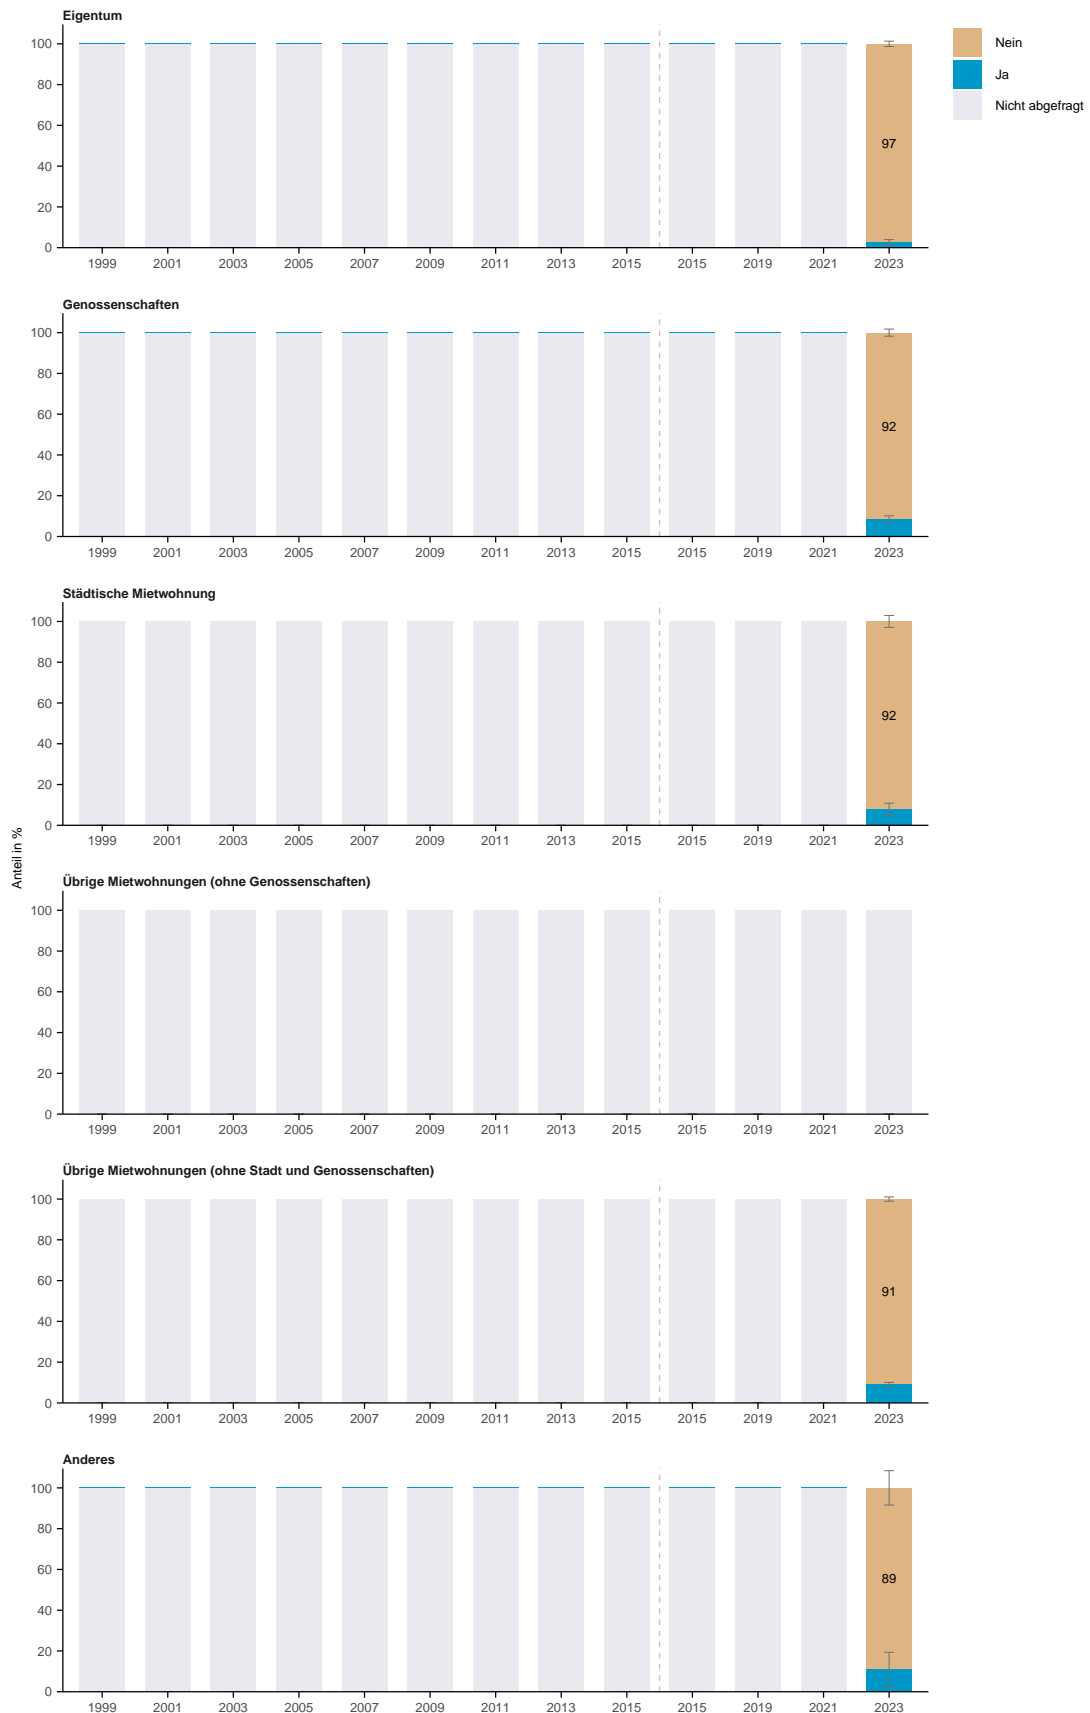 Eigentum
Nein
Ja
Nicht abgefragt
100
80
60
40
20
0
97
1999 2001 2003 2005 2007 2009 2011 2013 2015 2015 2019 2021 2023
Genossenschaften
100
80
60
40
20
0
92
1999 2001 2003 2005 2007 2009 2011 2013 2015 2015 2019 2021 2023
Städtische Mietwohnung
100
80
60
40
20
0
92
1999 2001 2003 2005 2007 2009 2011 2013 2015 2015 2019 2021 2023
Anteil in %
Übrige Mietwohnungen (ohne Genossenschaften)
100
80
60
40
20
0
1999 2001 2003 2005 2007 2009 2011 2013 2015 2015 2019 2021 2023
Übrige Mietwohnungen (ohne Stadt und Genossenschaften)
100
80
60
40
20
0
91
1999 2001 2003 2005 2007 2009 2011 2013 2015 2015 2019 2021 2023
Anderes
100
80
60
40
20
0
89
1999 2001 2003 2005 2007 2009 2011 2013 2015 2015 2019 2021 2023